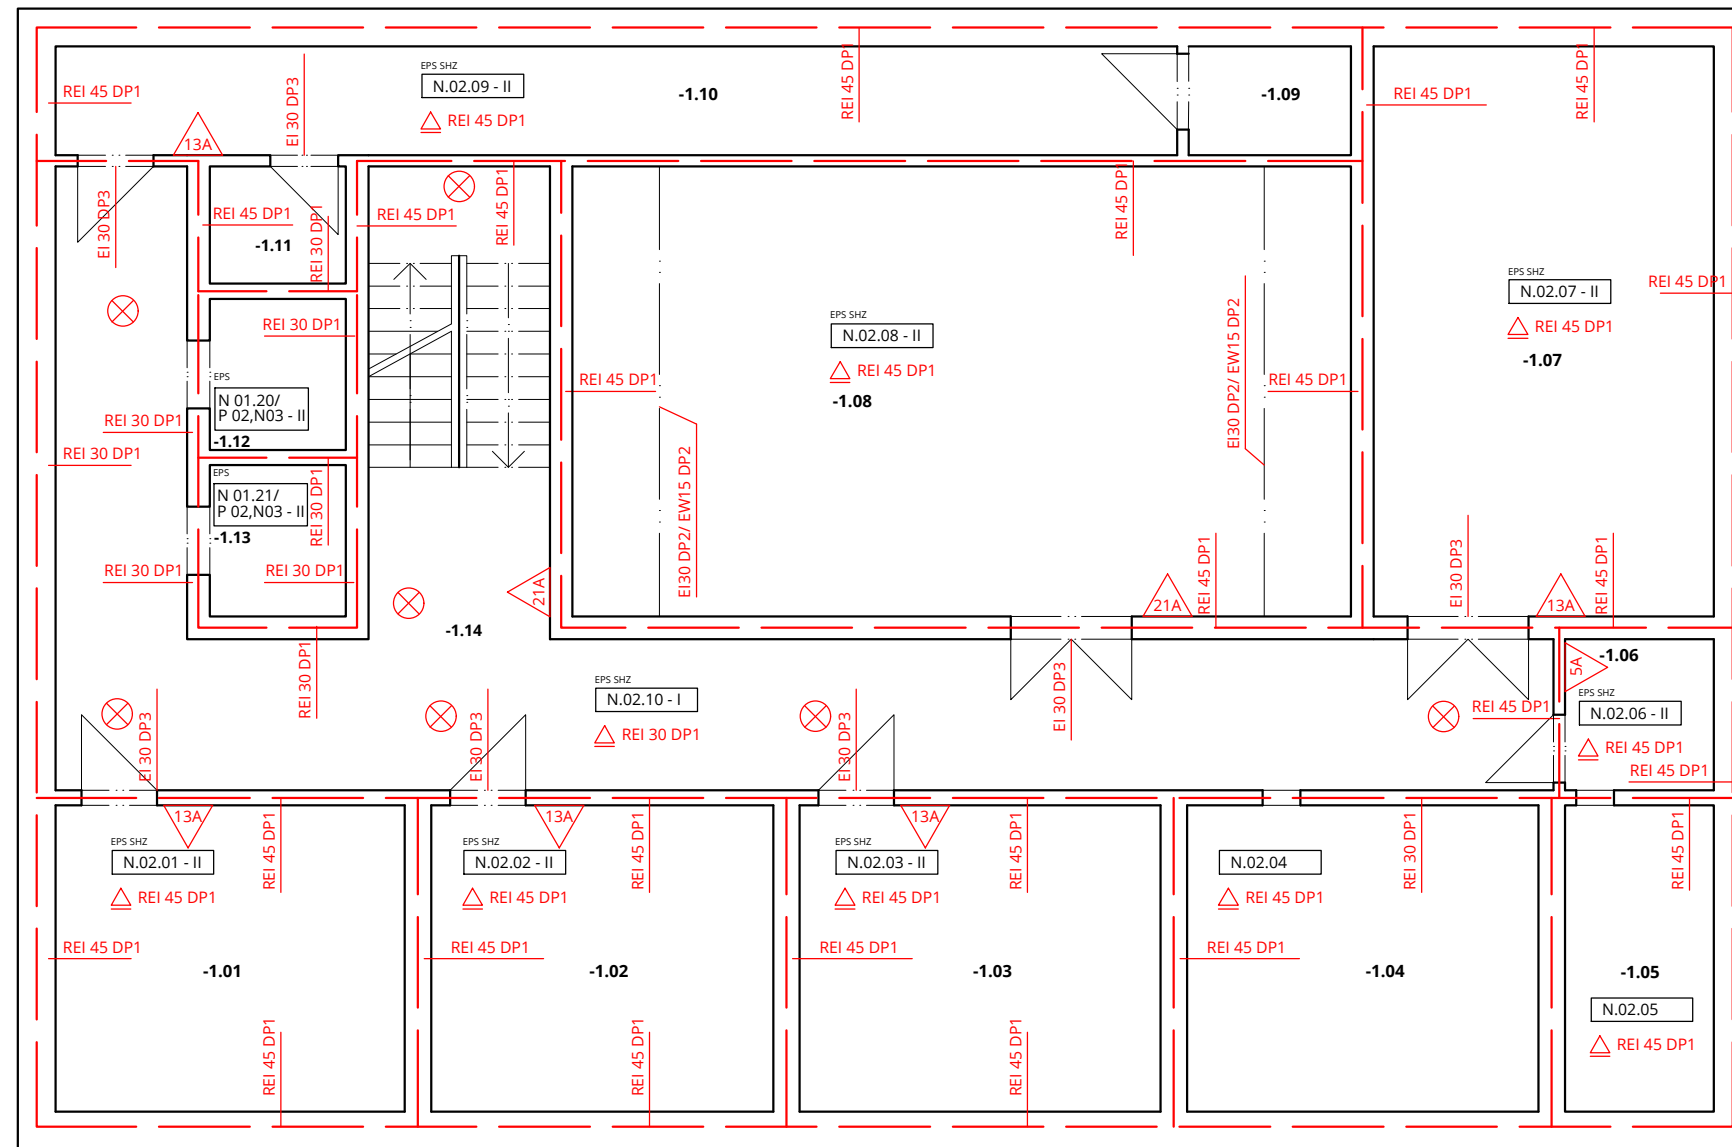 REI 45 DP1
EI 30 DP3
EPS SHZ
N.02.09 - II
REI 45 DP1
-1.10
REI 45 DP1
-1.09
REI 45 DP1
REI 45 DP1
13A
EI 30 DP3
REI 45 DP1
-1.11
REI 30 DP1
REI 45 DP1
REI 45 DP1
REI 45 DP1
REI 30 DP1
EPS
N 01.20/
P 02,N03 - II
-1.12
REI 30 DP1
REI 30 DP1
EPS
N 01.21/
P 02,N03 - II
-1.13
REI 30 DP1
REI 30 DP1
REI 30 DP1
REI 30 DP1
REI 45 DP1
EI30 DP2/ EW15 DP2
EPS SHZ
N.02.08 - II
REI 45 DP1
-1.08
EI30 DP2/ EW15 DP2
REI 45 DP1
EPS SHZ
N.02.07 - II
REI 45 DP1
-1.07
REI 45 DP1
21A
-1.14
21A
REI 45 DP1
EI 30 DP3
13A
REI 45 DP1
EI 30 DP3
EI 30 DP3
EI 30 DP3
EPS SHZ
N.02.10 - I
REI 30 DP1
EI 30 DP3
EI 30 DP3
REI 45 DP1
5A
-1.06
EPS SHZ
N.02.06 - II
REI 45 DP1
REI 45 DP1
13A
EPS SHZ
N.02.01 - II
REI 45 DP1
REI 45 DP1
REI 45 DP1
-1.01
REI 45 DP1
13A
EPS SHZ
N.02.02 - II
REI 45 DP1
REI 45 DP1
REI 45 DP1
-1.02
REI 45 DP1
13A
EPS SHZ
N.02.03 - II
REI 45 DP1
REI 45 DP1
REI 45 DP1
-1.03
REI 45 DP1
N.02.04
REI 45 DP1
REI 30 DP1
REI 45 DP1
-1.04
REI 45 DP1
-1.05
N.02.05
REI 45 DP1